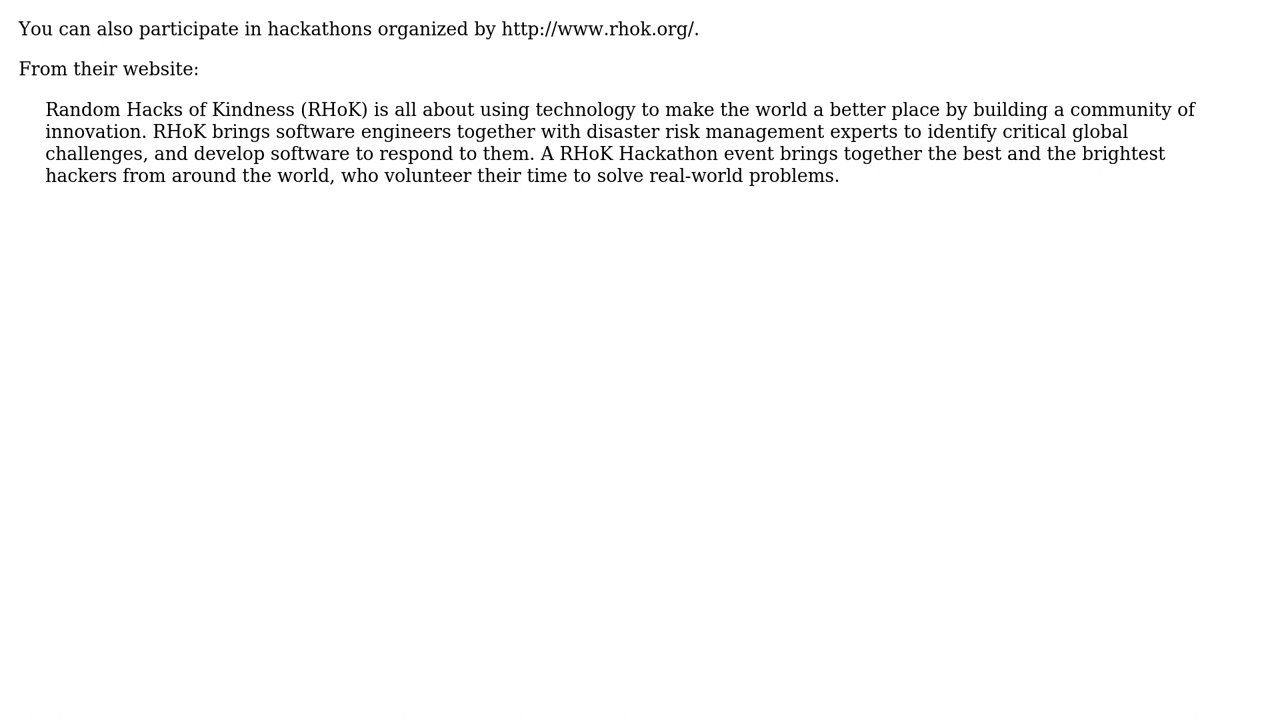 You can also participate in hackathons organized by http://www.rhok.org/.
From their website:
Random Hacks of Kindness (RHoK) is all about using technology to make the world a better place by building a community of
innovation. RHoK brings software engineers together with disaster risk management experts to identify critical global
challenges, and develop software to respond to them. A RHoK Hackathon event brings together the best and the brightest
hackers from around the world, who volunteer their time to solve real-world problems.